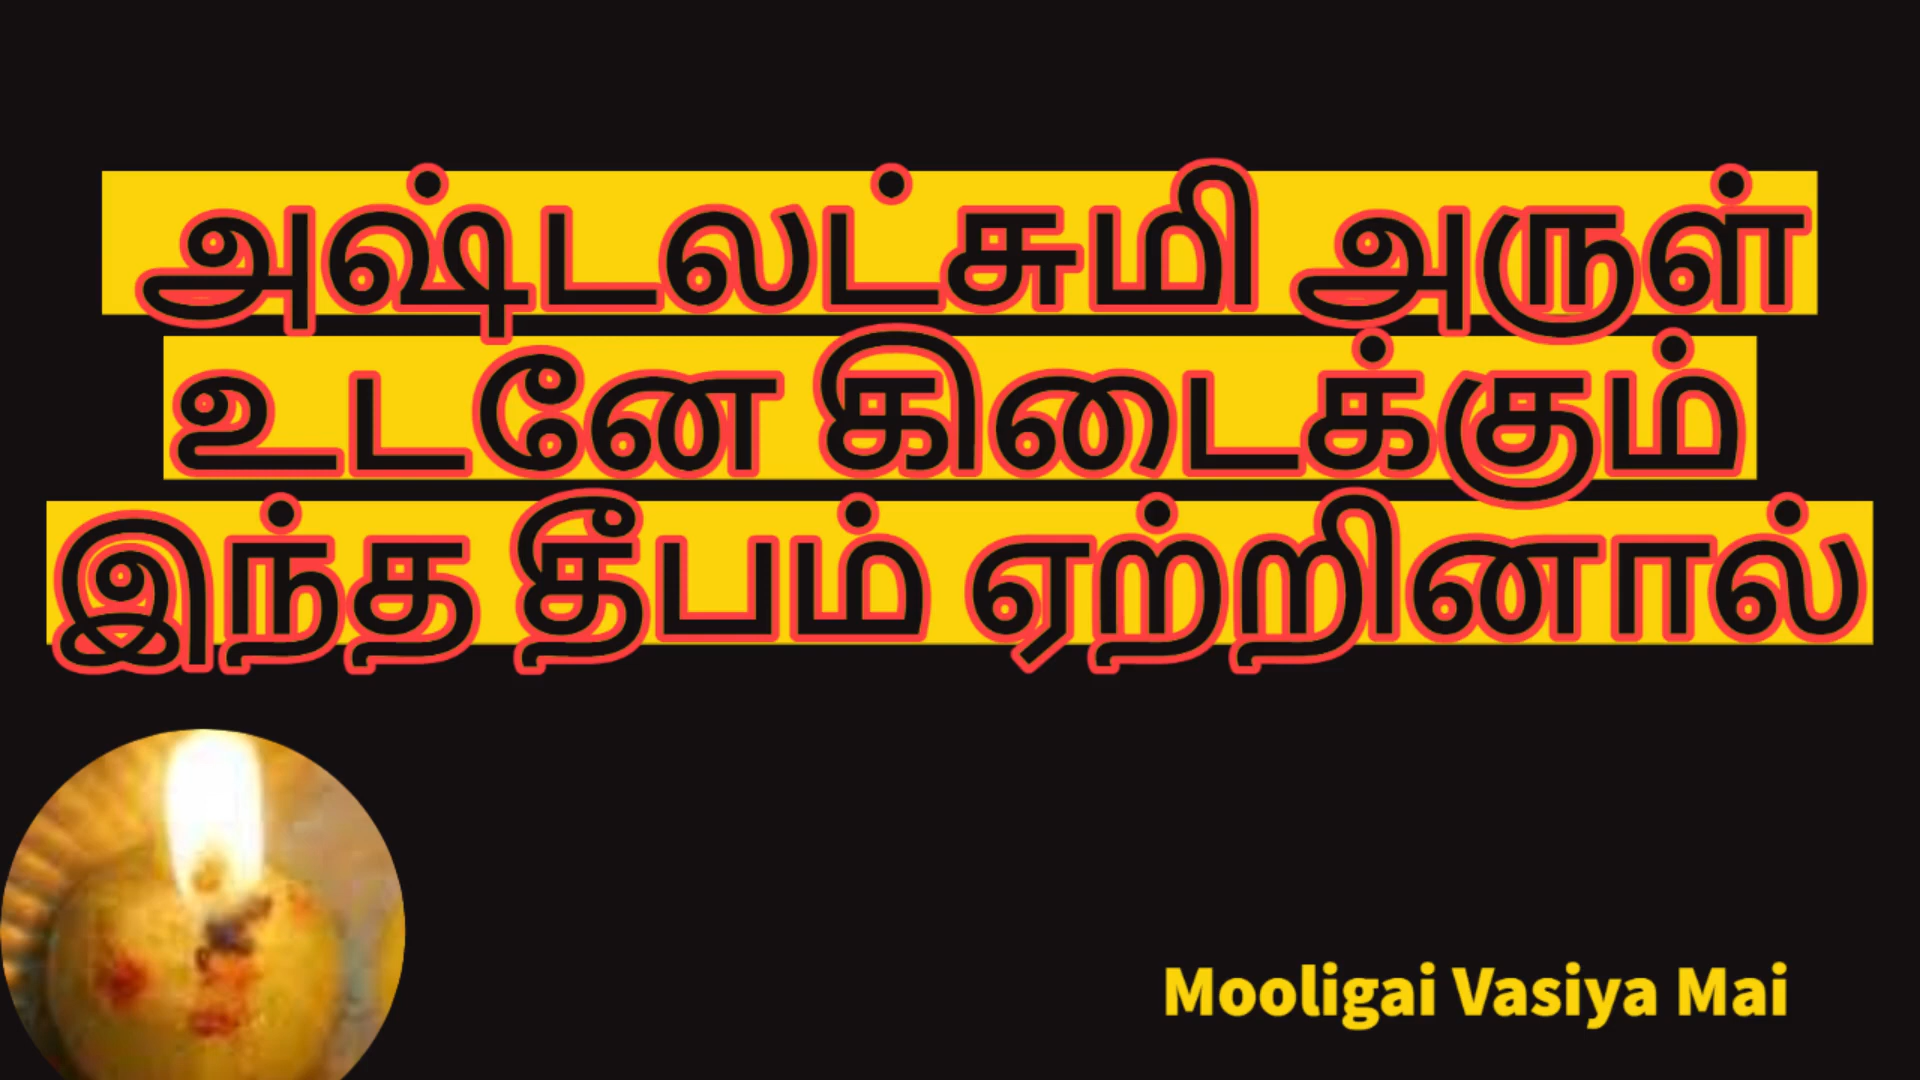 அஷ்டலட்சுமி அருள்
உடனே கிடைக்கும்
இந்த தீபம் ஏற்றினால்
Mooligai Vasiya Mai